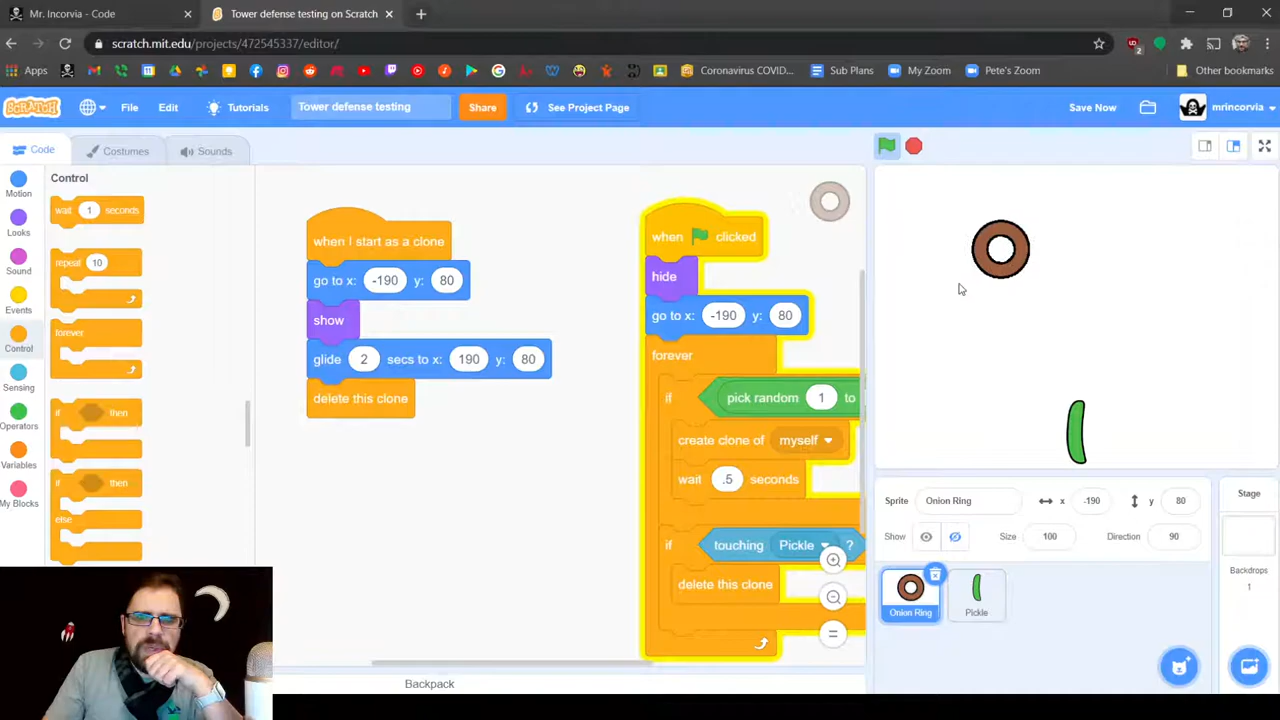 Mr. Incorvia - Code
Tower defense testing on Scratch
scratch.mit.edu/projects/472545337/editor/
2
Apps
31
Coronavirus COVID...
Sub Plans
My Zoom
Pete's Zoom
Other bookmarks
SCRATCH
File
Edit
Tutorials
Tower defense testing
Share
See Project Page
Save Now
mrincorvia
Code
Costumes
Sounds
Motion
Looks
Sound
Events
Control
Sensing
Operators
Variables
My Blocks
Control
wait 1 seconds
repeat 10
forever
if then
if then
else
when I start as a clone
go to x: -190 y: 80
show
glide 2 secs to x: 190 y: 80
delete this clone
when clicked
hide
go to x: -190 y: 80
forever
if pick random 1 to
create clone of myself
wait .5 seconds
if touching Pickle ?
delete this clone
Backpack
Sprite Onion Ring x -190 y 80
Show Size 100 Direction 90
Onion Ring
Pickle
Stage
Backdrops
1